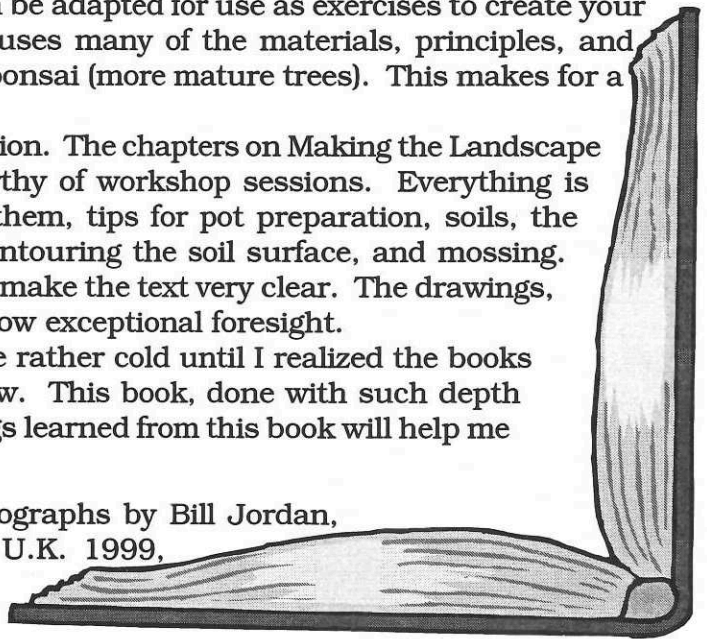 be adapted for use as exercises to create your
uses many of the materials, principles, and
onsai (more mature trees). This makes for a
ion. The chapters on Making the Landscape
thy of workshop sessions. Everything is
them, tips for pot preparation, soils, the
ntouring the soil surface, and mossing.
make the text very clear. The drawings,
ow exceptional foresight.
e rather cold until I realized the books
w. This book, done with such depth
gs learned from this book will help me
ographs by Bill Jordan,
U.K. 1999,